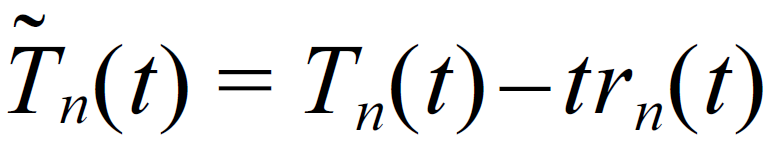 T̃ₙ(t) = Tₙ(t) − trₙ(t)